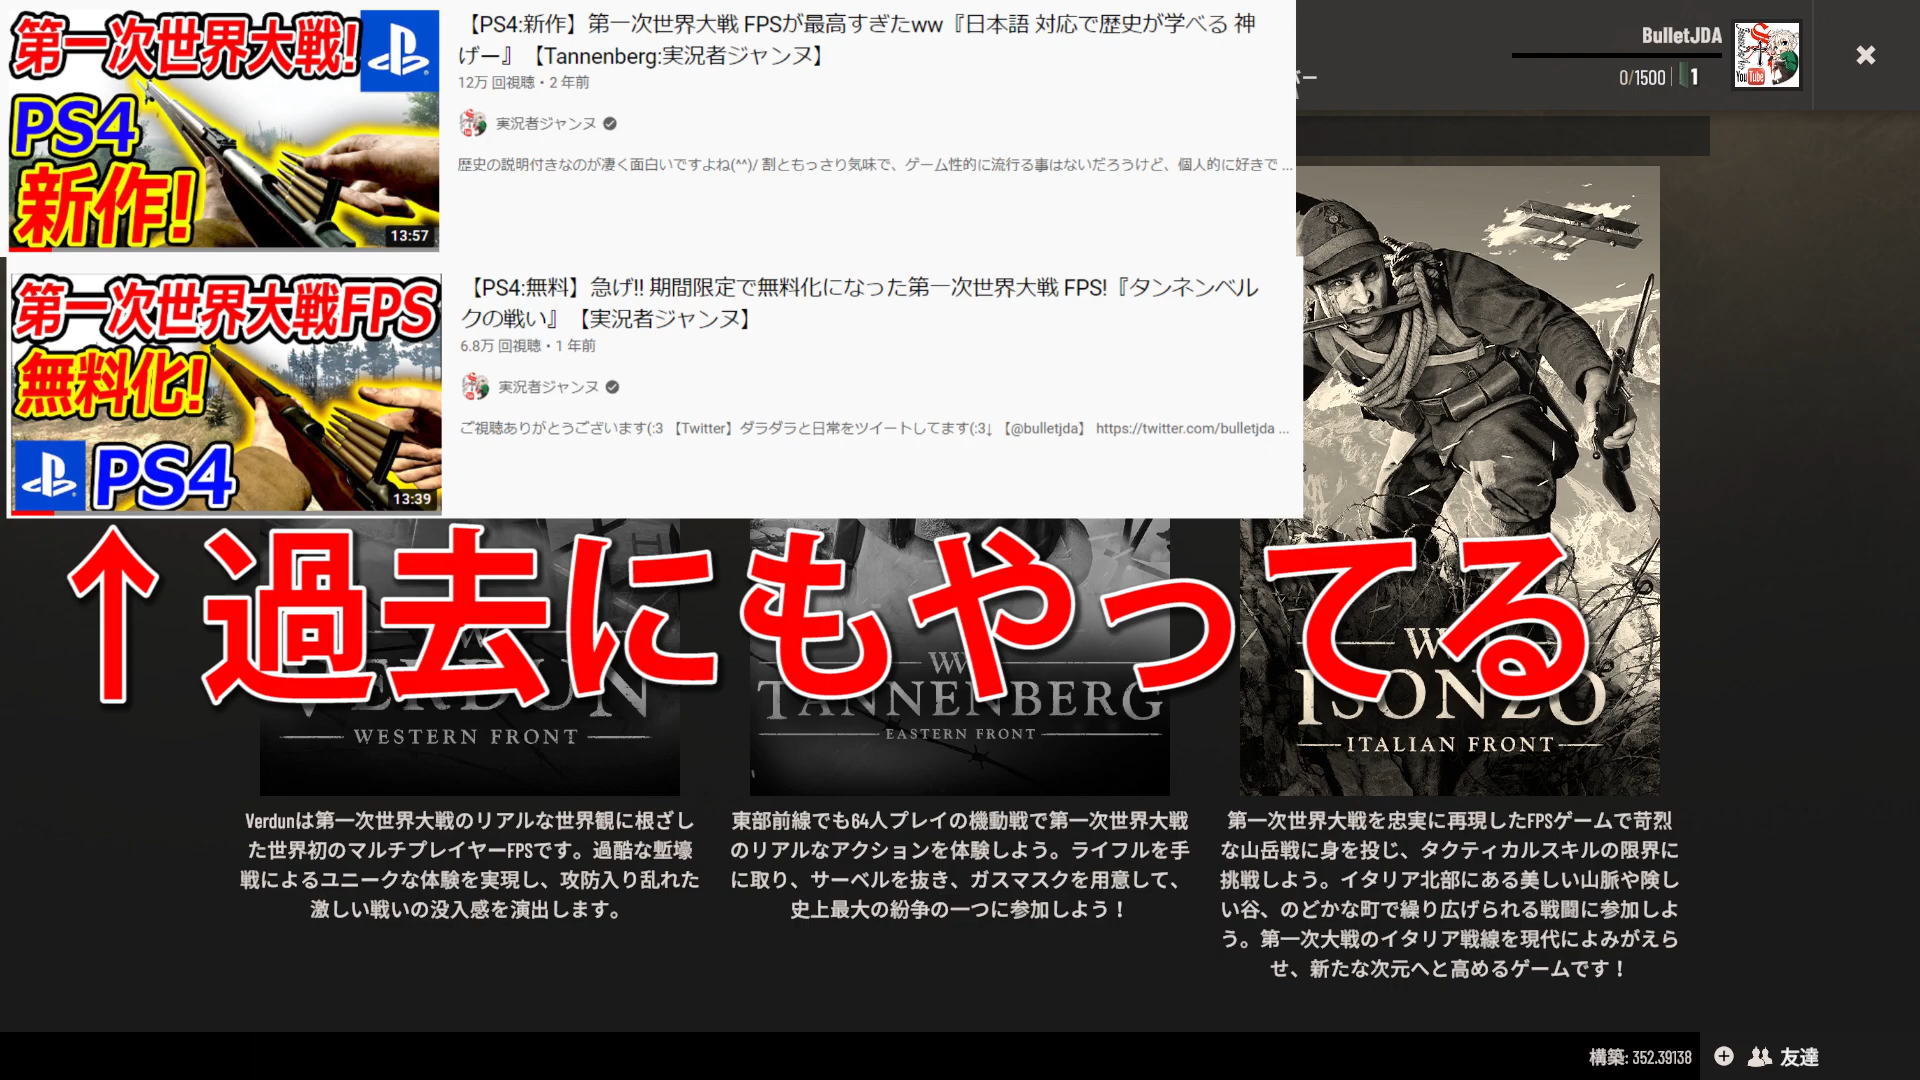 第一次世界大戦!
PS4
新作!
13:57
【PS4:新作】第一次世界大戦 FPSが最高すぎたww『日本語 対応で歴史が学べる 神
げー』【Tannenberg:実況者ジャンヌ】
12万 回視聴・2 年前
実況者ジャンヌ
歴史の説明付きなのが凄く面白いですよね(^^)/ 割ともっさり気味で、ゲーム性的に流行する事はないだろうけど、個人的に好きで ...
BulletJDA
0/1500
1
YouTube
第一次世界大戦FPS
無料化!
PS4
13:39
【PS4:無料】急げ!! 期間限定で無料化になった第一次世界大戦 FPS!『タンネンベル
クの戦い』【実況者ジャンヌ】
6.8万 回視聴・1 年前
実況者ジャンヌ
ご視聴ありがとうございます(:3 【Twitter】ダラダラと日常をツイートしてます(:3↓ 【@bulletjda】 https://twitter.com/bulletjda ...
↑過去にもやってる
VERDUN
WESTERN FRONT
TANNENBERG
EASTERN FRONT
ISONZO
ITALIAN FRONT
Verdunは第一次世界大戦のリアルな世界観に根ざし
た世界初のマルチプレイヤーFPSです。過酷な塹壕
戦によるユニークな体験を実現し、攻防入り乱れた
激しい戦いの没入感を演出します。
東部前線でも64人プレイの機動戦で第一次世界大戦
のリアルなアクションを体験しよう。ライフルを手
に取り、サーベルを抜き、ガスマスクを用意して、
史上最大の紛争の一つに参加しよう！
第一次世界大戦を忠実に再現したFPSゲームで苛烈
な山岳戦に身を投じ、タクティカルスキルの限界に
挑戦しよう。イタリア北部にある美しい山脈や険し
い谷、のどかな町で繰り広げられる戦闘に参加しよ
う。第一次大戦のイタリア戦線を現代によみがえら
せ、新たな次元へと高めるゲームです！
構築: 352.39138
友達